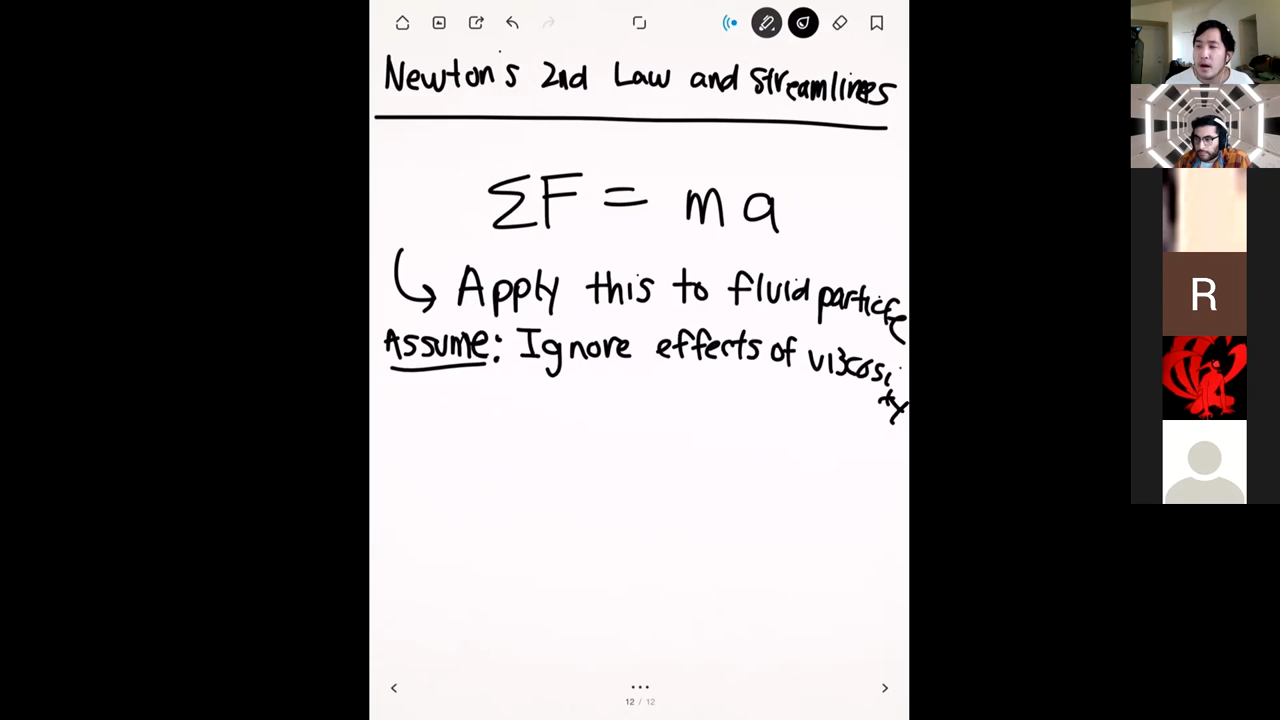 Newton's 2nd Law and Streamlines
ΣF = ma
Apply this to fluid particle
Assume: Ignore effects of viscosity
12 / 12
R